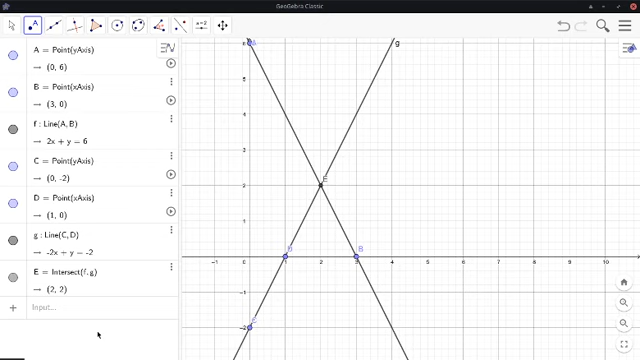 GeoGebra Classic
A = Point(yAxis)
→ (0, 6)
B = Point(xAxis)
→ (3, 0)
f : Line(A, B)
→ 2x + y = 6
C = Point(yAxis)
→ (0, -2)
D = Point(xAxis)
→ (1, 0)
g : Line(C, D)
→ -2x + y = -2
E = Intersect(f, g)
→ (2, 2)
Input...
A
g
5
4
3
E
2
1
D
B
-1 0 1 2 3 4 5 6 7 8 9 10
-1
-2